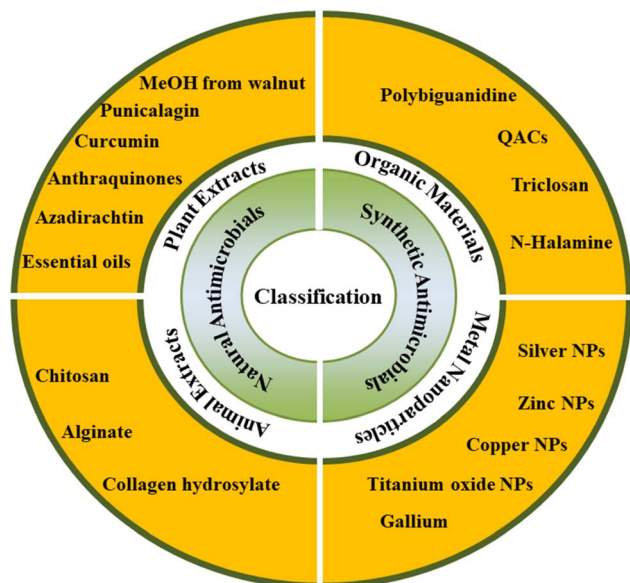 MeOH from walnut
Punicalagin
Curcumin
Anthraquinones
Azadirachtin
Essential oils
Polybiguanidine
QACs
Triclosan
N-Halamine
Plant Extracts
Organic Materials
Natural Antimicrobials
Synthetic Antimicrobials
Classification
Animal Extracts
Metal Nanoparticles
Chitosan
Alginate
Collagen hydrosylate
Silver NPs
Zinc NPs
Copper NPs
Titanium oxide NPs
Gallium